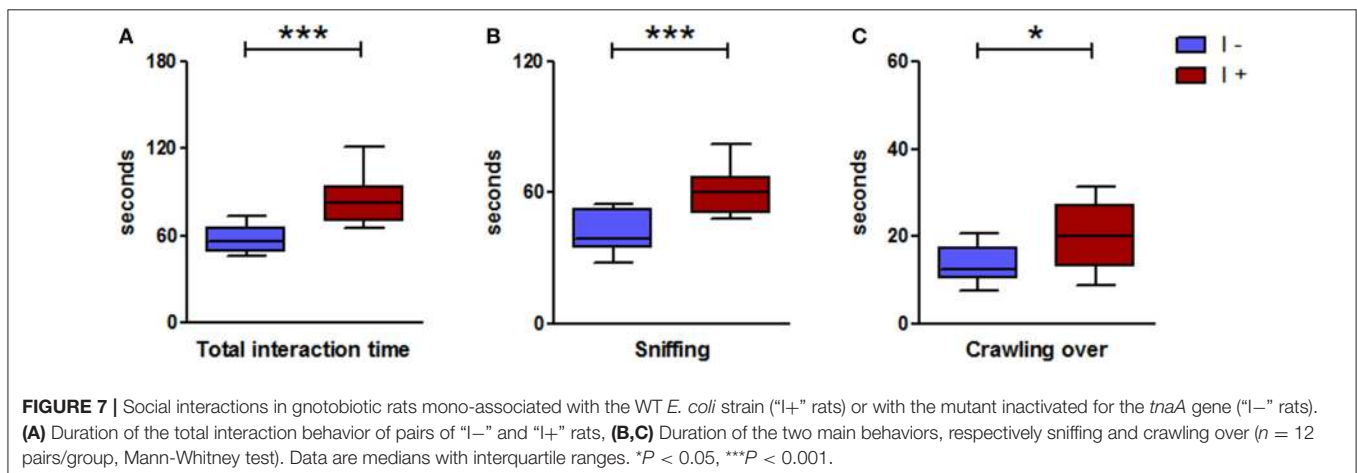 A
***
180
120
60
0
seconds
Total interaction time
B
***
120
60
0
seconds
Sniffing
C
*
60
40
20
0
seconds
Crawling over
I -
I +
FIGURE 7 | Social interactions in gnotobiotic rats mono-associated with the WT E. coli strain (“I+” rats) or with the mutant inactivated for the tnaA gene (“I−” rats).
(A) Duration of the total interaction behavior of pairs of “I−” and “I+” rats, (B,C) Duration of the two main behaviors, respectively sniffing and crawling over (n = 12
pairs/group, Mann-Whitney test). Data are medians with interquartile ranges. *P < 0.05, ***P < 0.001.